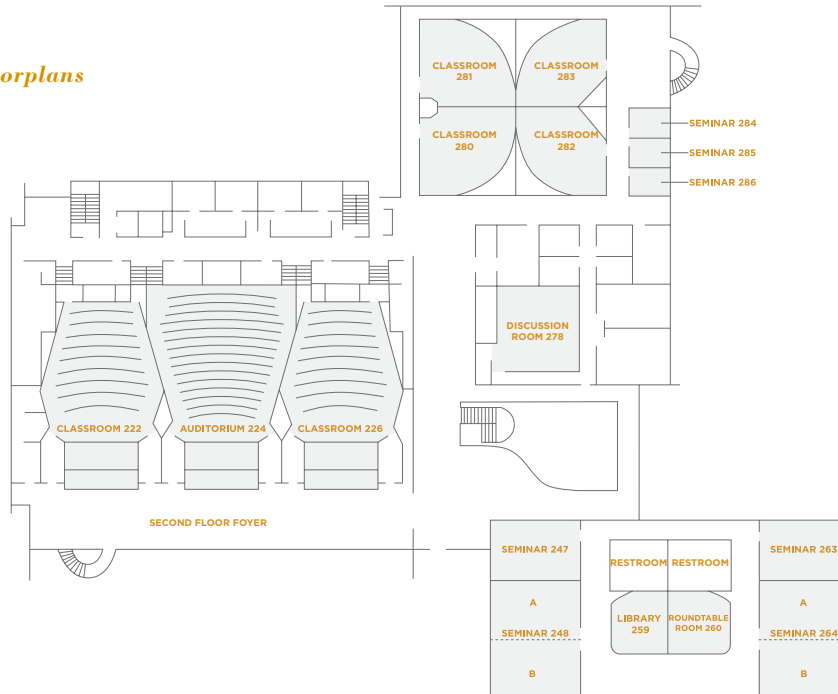 orplans
CLASSROOM
281
CLASSROOM
283
CLASSROOM
280
CLASSROOM
282
SEMINAR 284
SEMINAR 285
SEMINAR 286
DISCUSSION
ROOM 278
CLASSROOM 222
AUDITORIUM 224
CLASSROOM 226
SECOND FLOOR FOYER
SEMINAR 247
RESTROOM
RESTROOM
SEMINAR 263
A
LIBRARY
259
ROUNDTABLE
ROOM 260
A
SEMINAR 248
SEMINAR 264
B
B